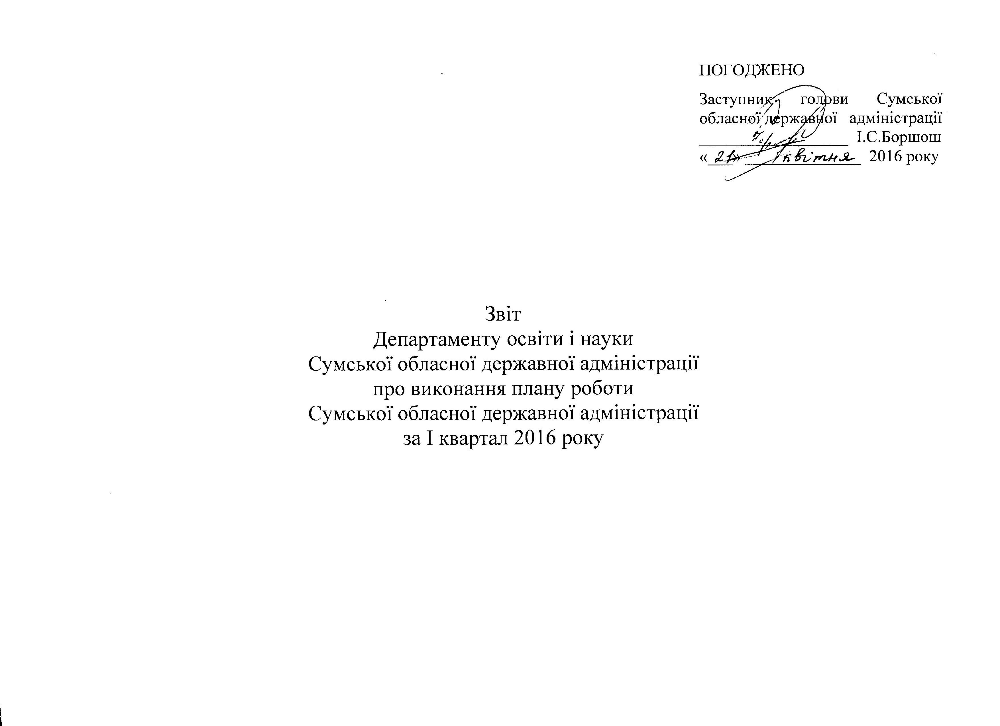 ПОГОДЖЕНО
Заступник голови Сумської
обласної державної адміністрації
І.С.Боршош
«21» квітня 2016 року
Звіт
Департаменту освіти і науки
Сумської обласної державної адміністрації
про виконання плану роботи
Сумської обласної державної адміністрації
за І квартал 2016 року